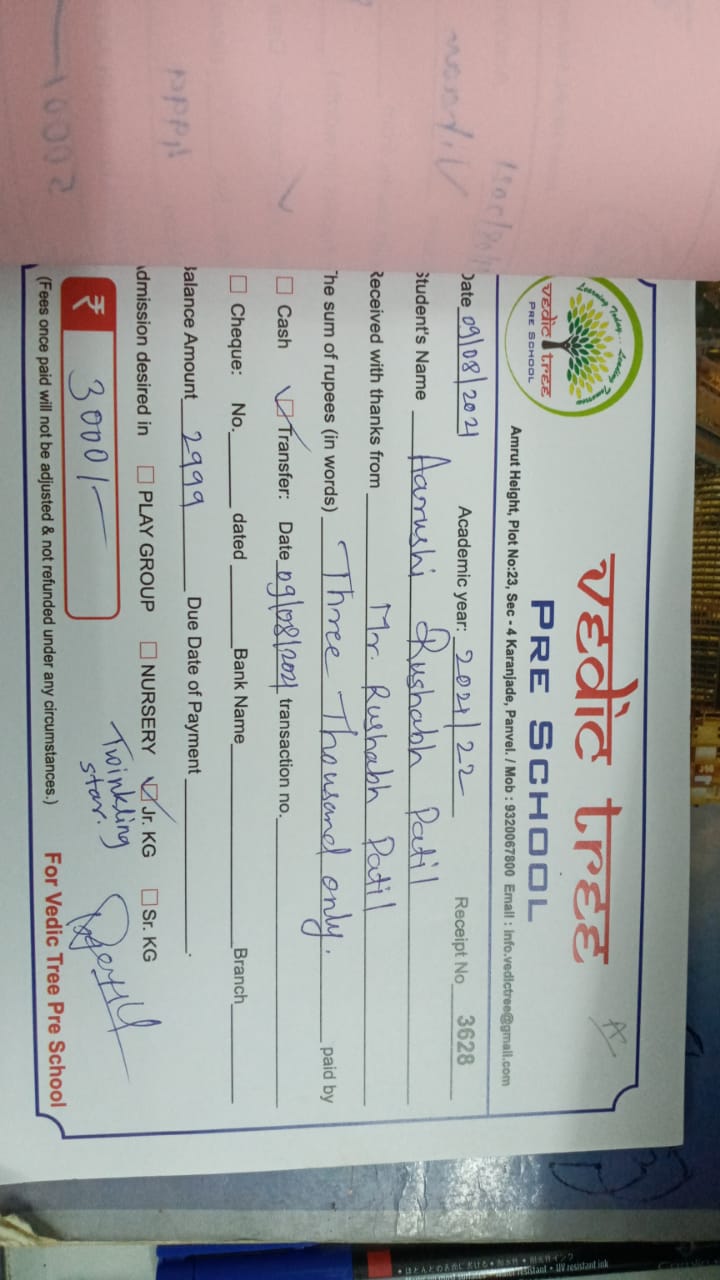 vedic tree
PRE SCHOOL
Learning Today... Leading Tomorrow
vedic tree
PRE SCHOOL
Amrut Height, Plot No:23, Sec - 4 Karanjade, Panvel. / Mob : 9320067800 Email : info.vedictree@gmail.com
Date 09/08/2021 Academic year: 2021/22 Receipt No 3628
Student's Name Aarushi Rushabh Patil
Received with thanks from Mr. Rushabh Patil
The sum of rupees (in words) Three Thousand only. paid by
Cash Transfer: Date 09/08/2021 transaction no.
Cheque: No. dated Bank Name Branch
Balance Amount 2999 Due Date of Payment
Admission desired in PLAY GROUP NURSERY Jr. KG Sr. KG
Twinkling
star.
₹ 3000/-
(Fees once paid will not be adjusted & not refunded under any circumstances.) For Vedic Tree Pre School
UV resistant ink